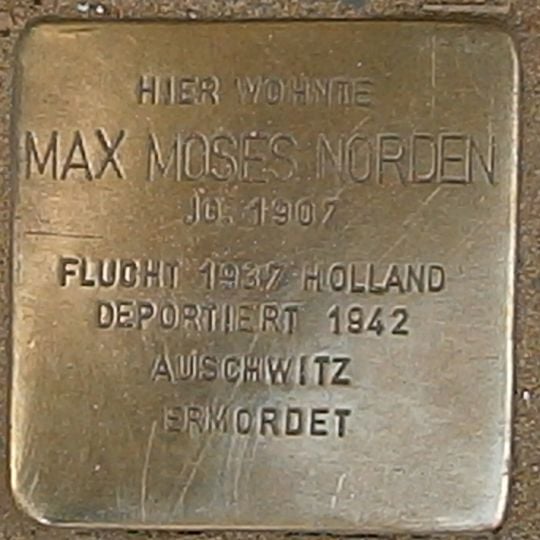 HIER WOHNTE
MAX MOSES NORDEN
JG. 1907
FLUCHT 1937 HOLLAND
DEPORTIERT 1942
AUSCHWITZ
ERMORDET